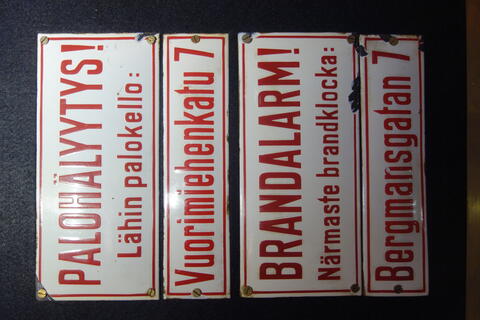 PALOHÄLYYTYS!
Lähin palokello:
Vuorimiehenkatu 7
BRANDALARM!
Närmaste brandklocka:
Bergmansgatan 7